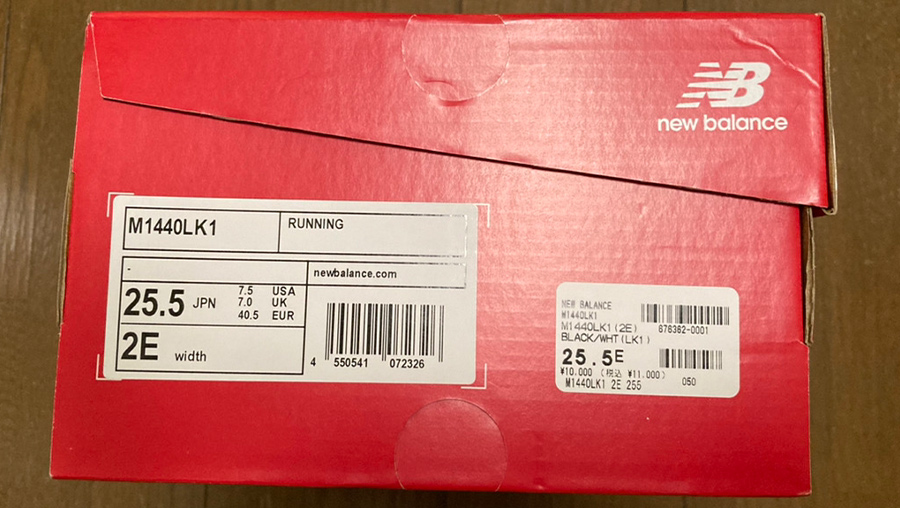 NB
new balance
M1440LK1
RUNNING
-
newbalance.com
25.5 JPN
7.5 USA
7.0 UK
40.5 EUR
2E width
4 550541 072326
NEW BALANCE
M1440LK1
M1440LK1(2E)
BLACK/WHT(LK1)
676362-0001
25.5E
¥10,000 (税込 ¥11,000)
M1440LK1 2E 255
050